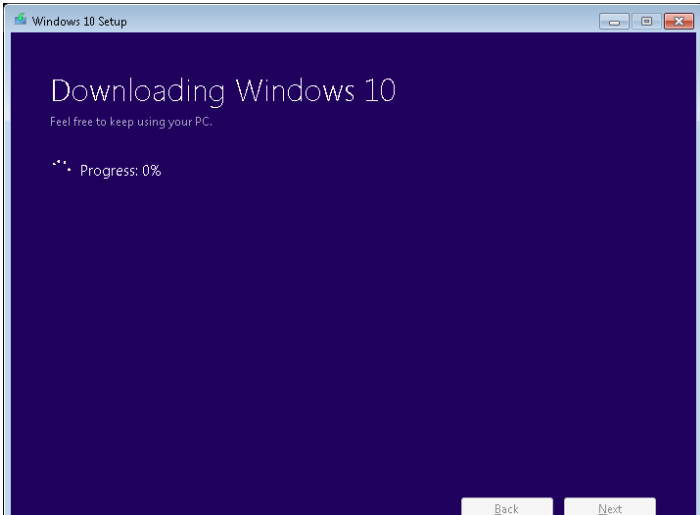 Windows 10 Setup
Downloading Windows 10
Feel free to keep using your PC.
Progress: 0%
Back
Next